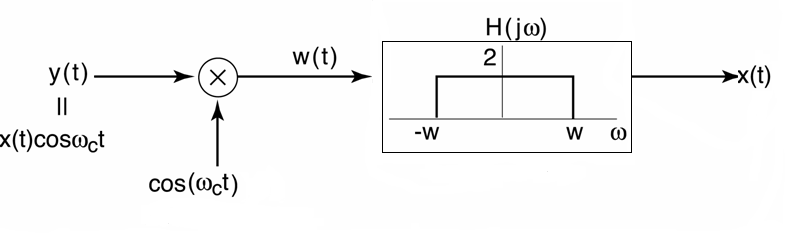 H(jω)
2
y(t)
w(t)
x(t)
||
x(t)cosω_ct
-w
w
ω
cos(ω_ct)